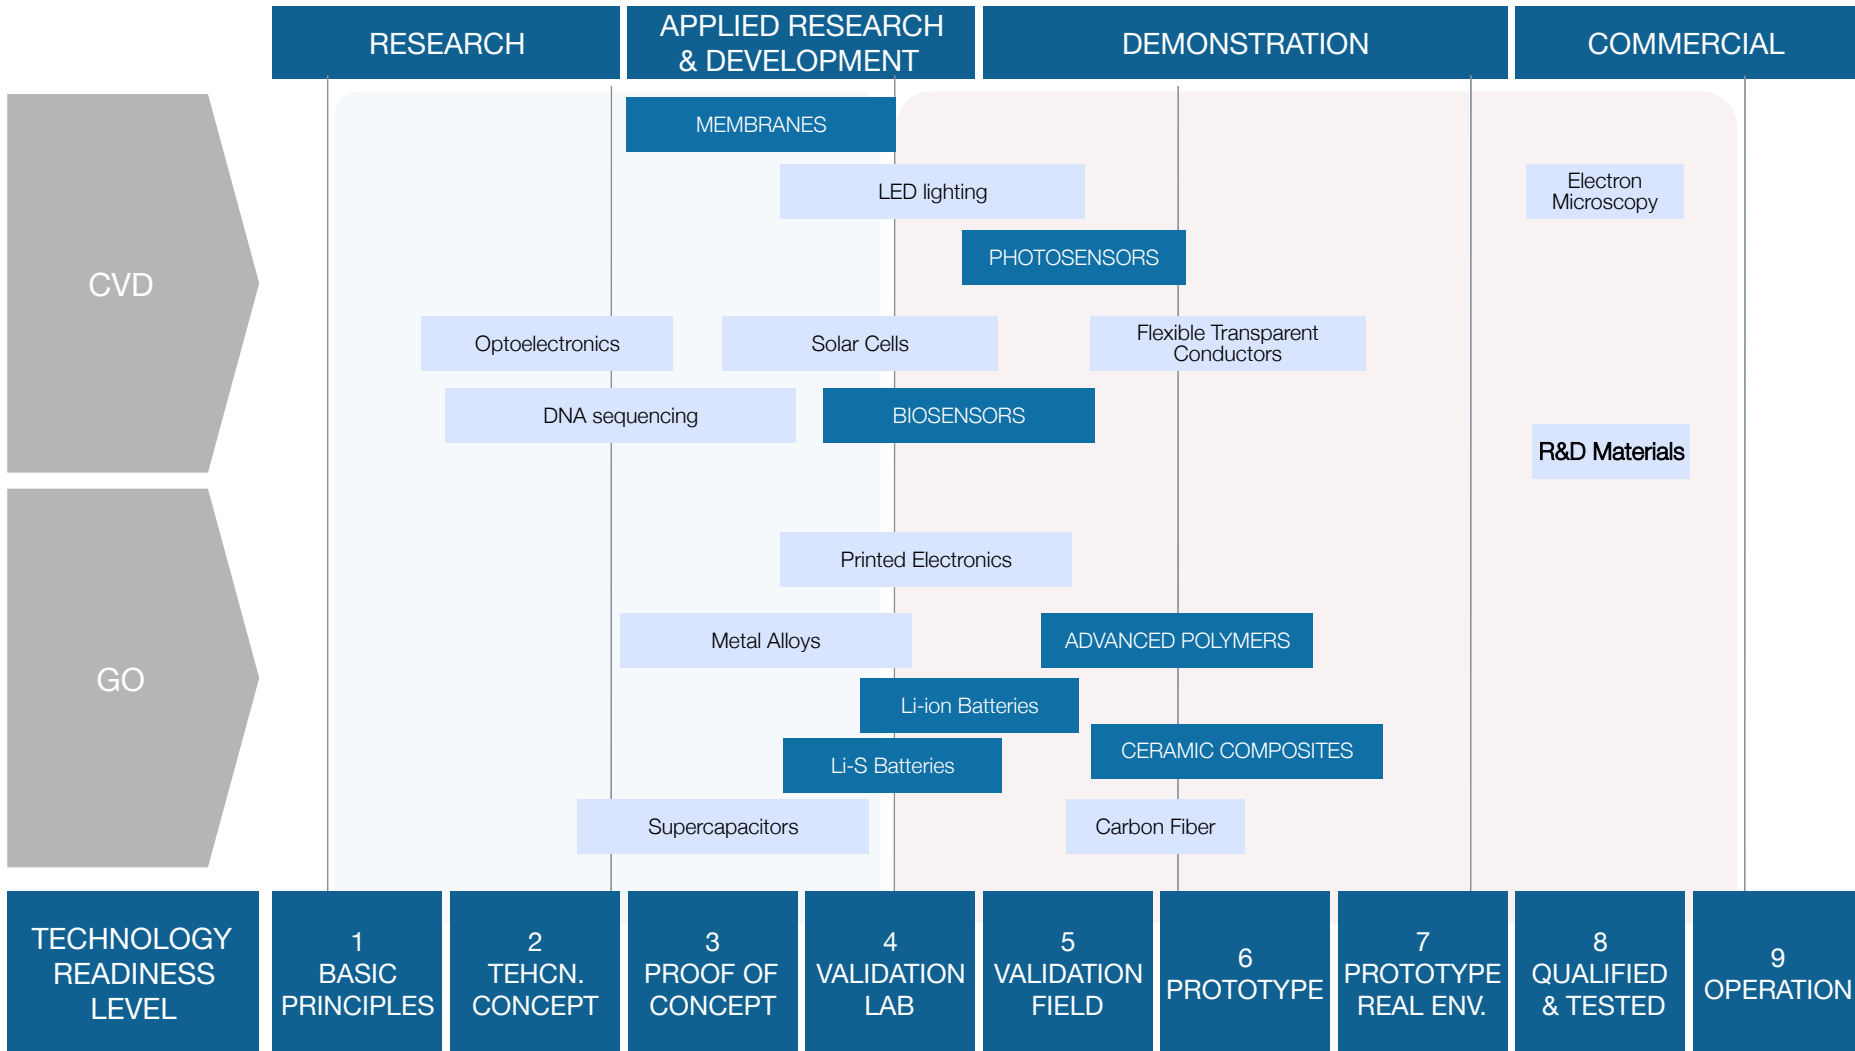 RESEARCH
APPLIED RESEARCH
& DEVELOPMENT
DEMONSTRATION
COMMERCIAL
CVD
MEMBRANES
LED lighting
Electron
Microscopy
PHOTOSENSORS
Optoelectronics
Solar Cells
Flexible Transparent
Conductors
DNA sequencing
BIOSENSORS
R&D Materials
GO
Printed Electronics
Metal Alloys
ADVANCED POLYMERS
Li-ion Batteries
CERAMIC COMPOSITES
Li-S Batteries
Supercapacitors
Carbon Fiber
TECHNOLOGY
READINESS
LEVEL
1
BASIC
PRINCIPLES
2
TEHCN.
CONCEPT
3
PROOF OF
CONCEPT
4
VALIDATION
LAB
5
VALIDATION
FIELD
6
PROTOTYPE
7
PROTOTYPE
REAL ENV.
8
QUALIFIED
& TESTED
9
OPERATION